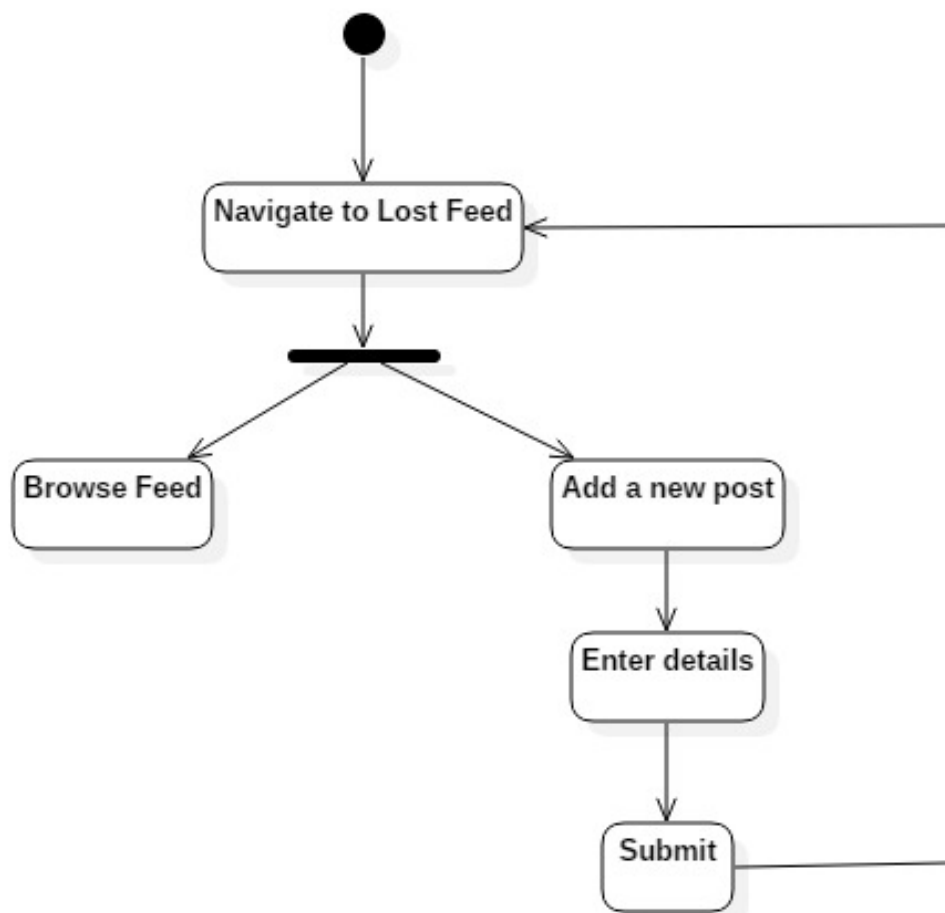 Navigate to Lost Feed
Browse Feed
Add a new post
Enter details
Submit